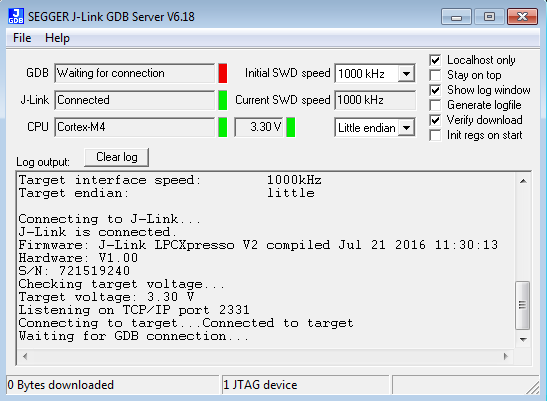 J
GDB
SEGGER J-Link GDB Server V6.18
File Help
GDB Waiting for connection Initial SWD speed 1000 kHz
J-Link Connected Current SWD speed 1000 kHz
CPU Cortex-M4 3.30 V Little endian
Localhost only
Stay on top
Show log window
Generate logfile
Verify download
Init regs on start
Log output: Clear log
Target interface speed: 1000kHz
Target endian: little
Connecting to J-Link...
J-Link is connected.
Firmware: J-Link LPCXpresso V2 compiled Jul 21 2016 11:30:13
Hardware: V1.00
S/N: 721519240
Checking target voltage...
Target voltage: 3.30 V
Listening on TCP/IP port 2331
Connecting to target...Connected to target
Waiting for GDB connection...
0 Bytes downloaded 1 JTAG device